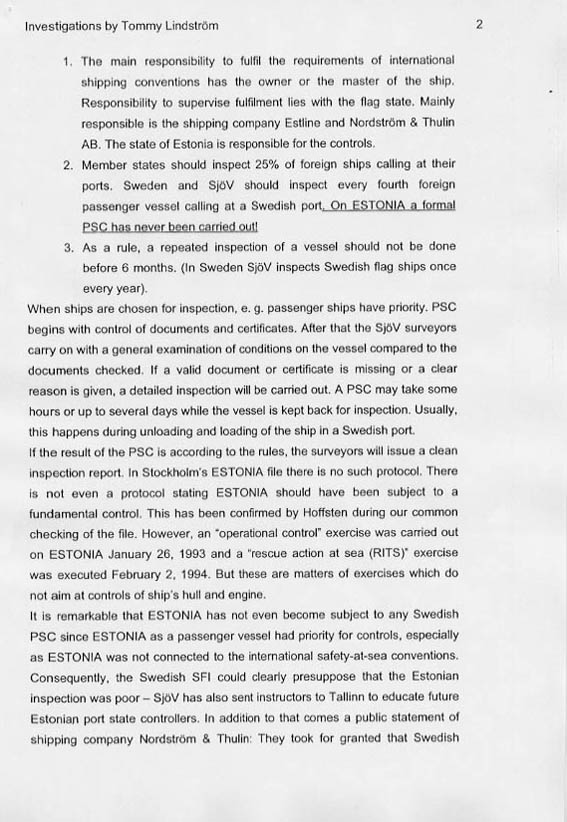 Investigations by Tommy Lindström 2
1. The main responsibility to fulfil the requirements of international
shipping conventions has the owner or the master of the ship.
Responsibility to supervise fulfilment lies with the flag state. Mainly
responsible is the shipping company Estline and Nordström & Thulin
AB. The state of Estonia is responsible for the controls.
2. Member states should inspect 25% of foreign ships calling at their
ports. Sweden and SjöV should inspect every fourth foreign
passenger vessel calling at a Swedish port. On ESTONIA a formal
PSC has never been carried out!
3. As a rule, a repeated inspection of a vessel should not be done
before 6 months. (In Sweden SjöV inspects Swedish flag ships once
every year).
When ships are chosen for inspection, e. g. passenger ships have priority. PSC
begins with control of documents and certificates. After that the SjöV surveyors
carry on with a general examination of conditions on the vessel compared to the
documents checked. If a valid document or certificate is missing or a clear
reason is given, a detailed inspection will be carried out. A PSC may take some
hours or up to several days while the vessel is kept back for inspection. Usually,
this happens during unloading and loading of the ship in a Swedish port.
If the result of the PSC is according to the rules, the surveyors will issue a clean
inspection report. In Stockholm's ESTONIA file there is no such protocol. There
is not even a protocol stating ESTONIA should have been subject to a
fundamental control. This has been confirmed by Hoffsten during our common
checking of the file. However, an "operational control" exercise was carried out
on ESTONIA January 26, 1993 and a "rescue action at sea (RITS)" exercise
was executed February 2, 1994. But these are matters of exercises which do
not aim at controls of ship's hull and engine.
It is remarkable that ESTONIA has not even become subject to any Swedish
PSC since ESTONIA as a passenger vessel had priority for controls, especially
as ESTONIA was not connected to the international safety-at-sea conventions.
Consequently, the Swedish SFI could clearly presuppose that the Estonian
inspection was poor – SjöV has also sent instructors to Tallinn to educate future
Estonian port state controllers. In addition to that comes a public statement of
shipping company Nordström & Thulin: They took for granted that Swedish